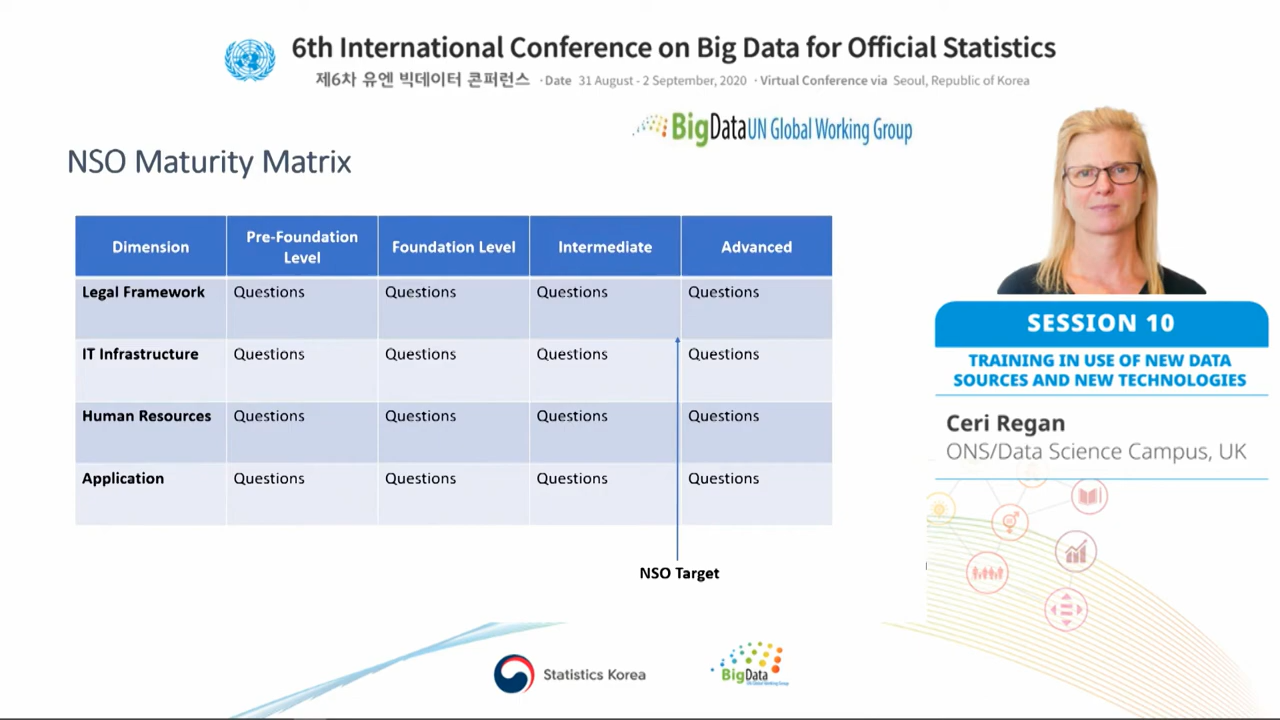 6th International Conference on Big Data for Official Statistics
제6차 유엔 빅데이터 콘퍼런스 · Date 31 August - 2 September, 2020 · Virtual Conference via Seoul, Republic of Korea
BigData UN Global Working Group
NSO Maturity Matrix
Dimension Pre-Foundation Level Foundation Level Intermediate Advanced
Legal Framework Questions Questions Questions Questions
IT Infrastructure Questions Questions Questions Questions
Human Resources Questions Questions Questions Questions
Application Questions Questions Questions Questions
NSO Target
SESSION 10
TRAINING IN USE OF NEW DATA
SOURCES AND NEW TECHNOLOGIES
Ceri Regan
ONS/Data Science Campus, UK
Statistics Korea
BigData
UN Global Working Group